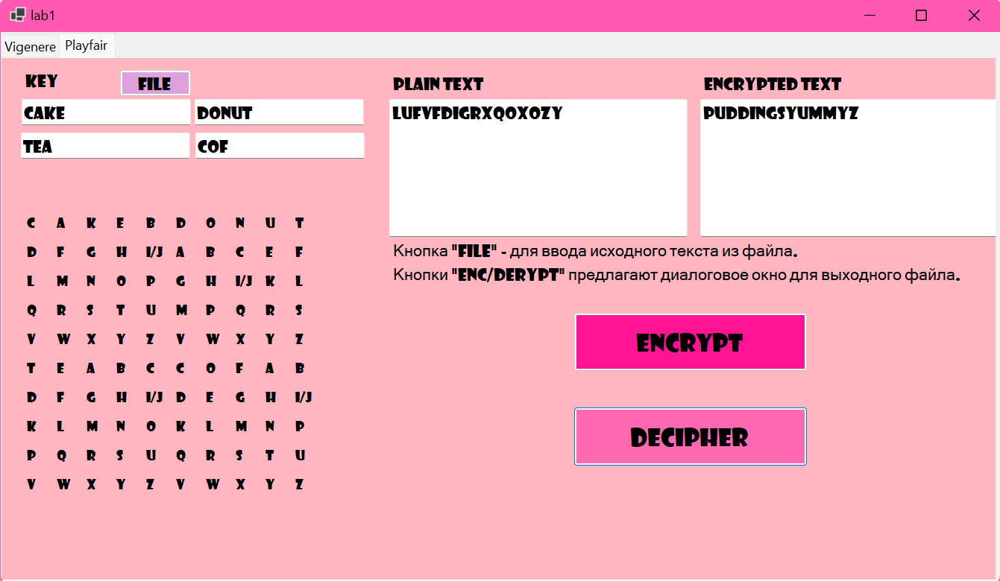 lab1
Vigenere Playfair
KEY FILE PLAIN TEXT ENCRYPTED TEXT
CAKE DONUT LUFVFDIGRXQOXOZY PUDDINGSYUMMYZ
TEA COF
C A K E B D O N U T
D F G H I/J A B C E F
L M N O P G H I/J K L
Q R S T U M P Q R S
V W X Y Z V W X Y Z
T E A B C C O F A B
D F G H I/J D E G H I/J
K L M N O K L M N P
P Q R S U Q R S T U
V W X Y Z V W X Y Z
Кнопка "FILE" - для ввода исходного текста из файла.
Кнопки "ENC/DERYPT" предлагают диалоговое окно для выходного файла.
ENCRYPT
DECIPHER